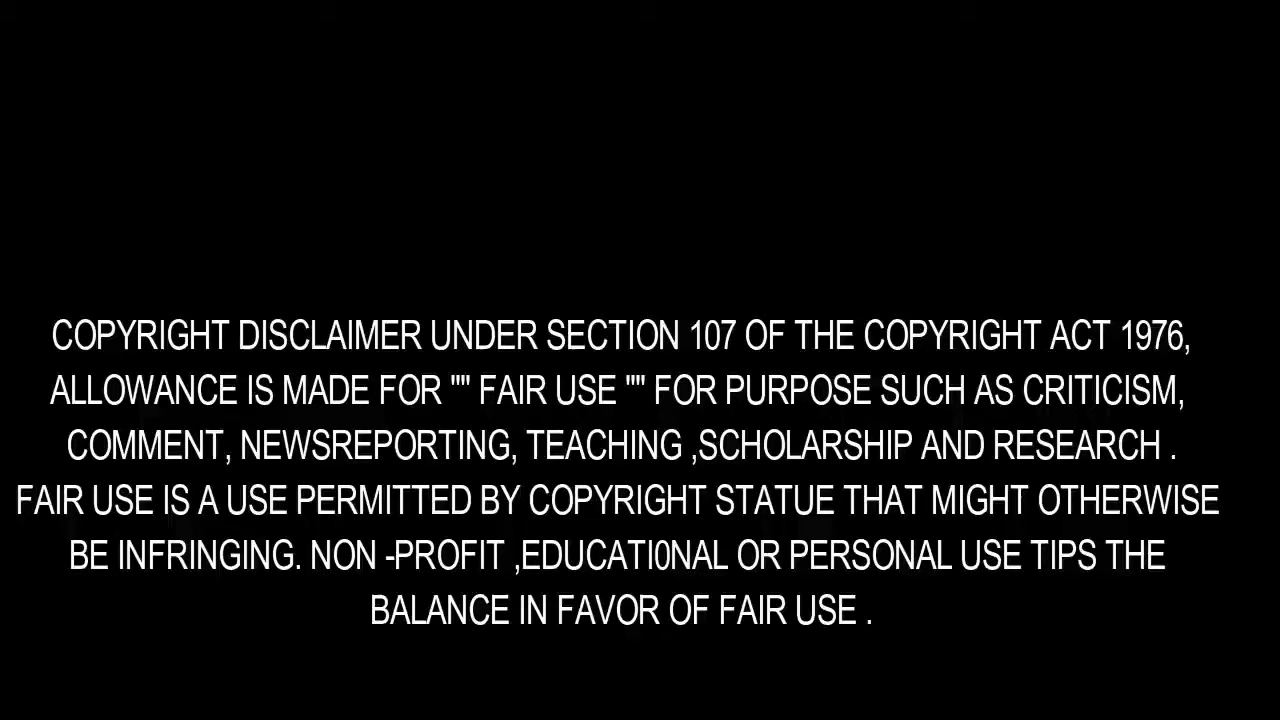 COPYRIGHT DISCLAIMER UNDER SECTION 107 OF THE COPYRIGHT ACT 1976,
ALLOWANCE IS MADE FOR "" FAIR USE "" FOR PURPOSE SUCH AS CRITICISM,
COMMENT, NEWSREPORTING, TEACHING ,SCHOLARSHIP AND RESEARCH .
FAIR USE IS A USE PERMITTED BY COPYRIGHT STATUE THAT MIGHT OTHERWISE
BE INFRINGING. NON -PROFIT ,EDUCATI0NAL OR PERSONAL USE TIPS THE
BALANCE IN FAVOR OF FAIR USE .